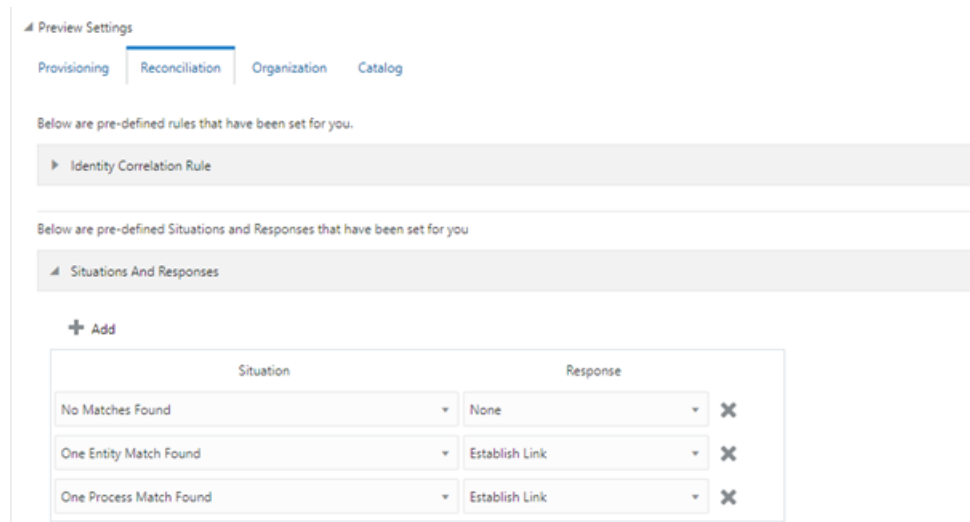 Preview Settings
Provisioning Reconciliation Organization Catalog
Below are pre-defined rules that have been set for you.
Identity Correlation Rule
Below are pre-defined Situations and Responses that have been set for you
Situations And Responses
Add
Situation Response
No Matches Found None
One Entity Match Found Establish Link
One Process Match Found Establish Link